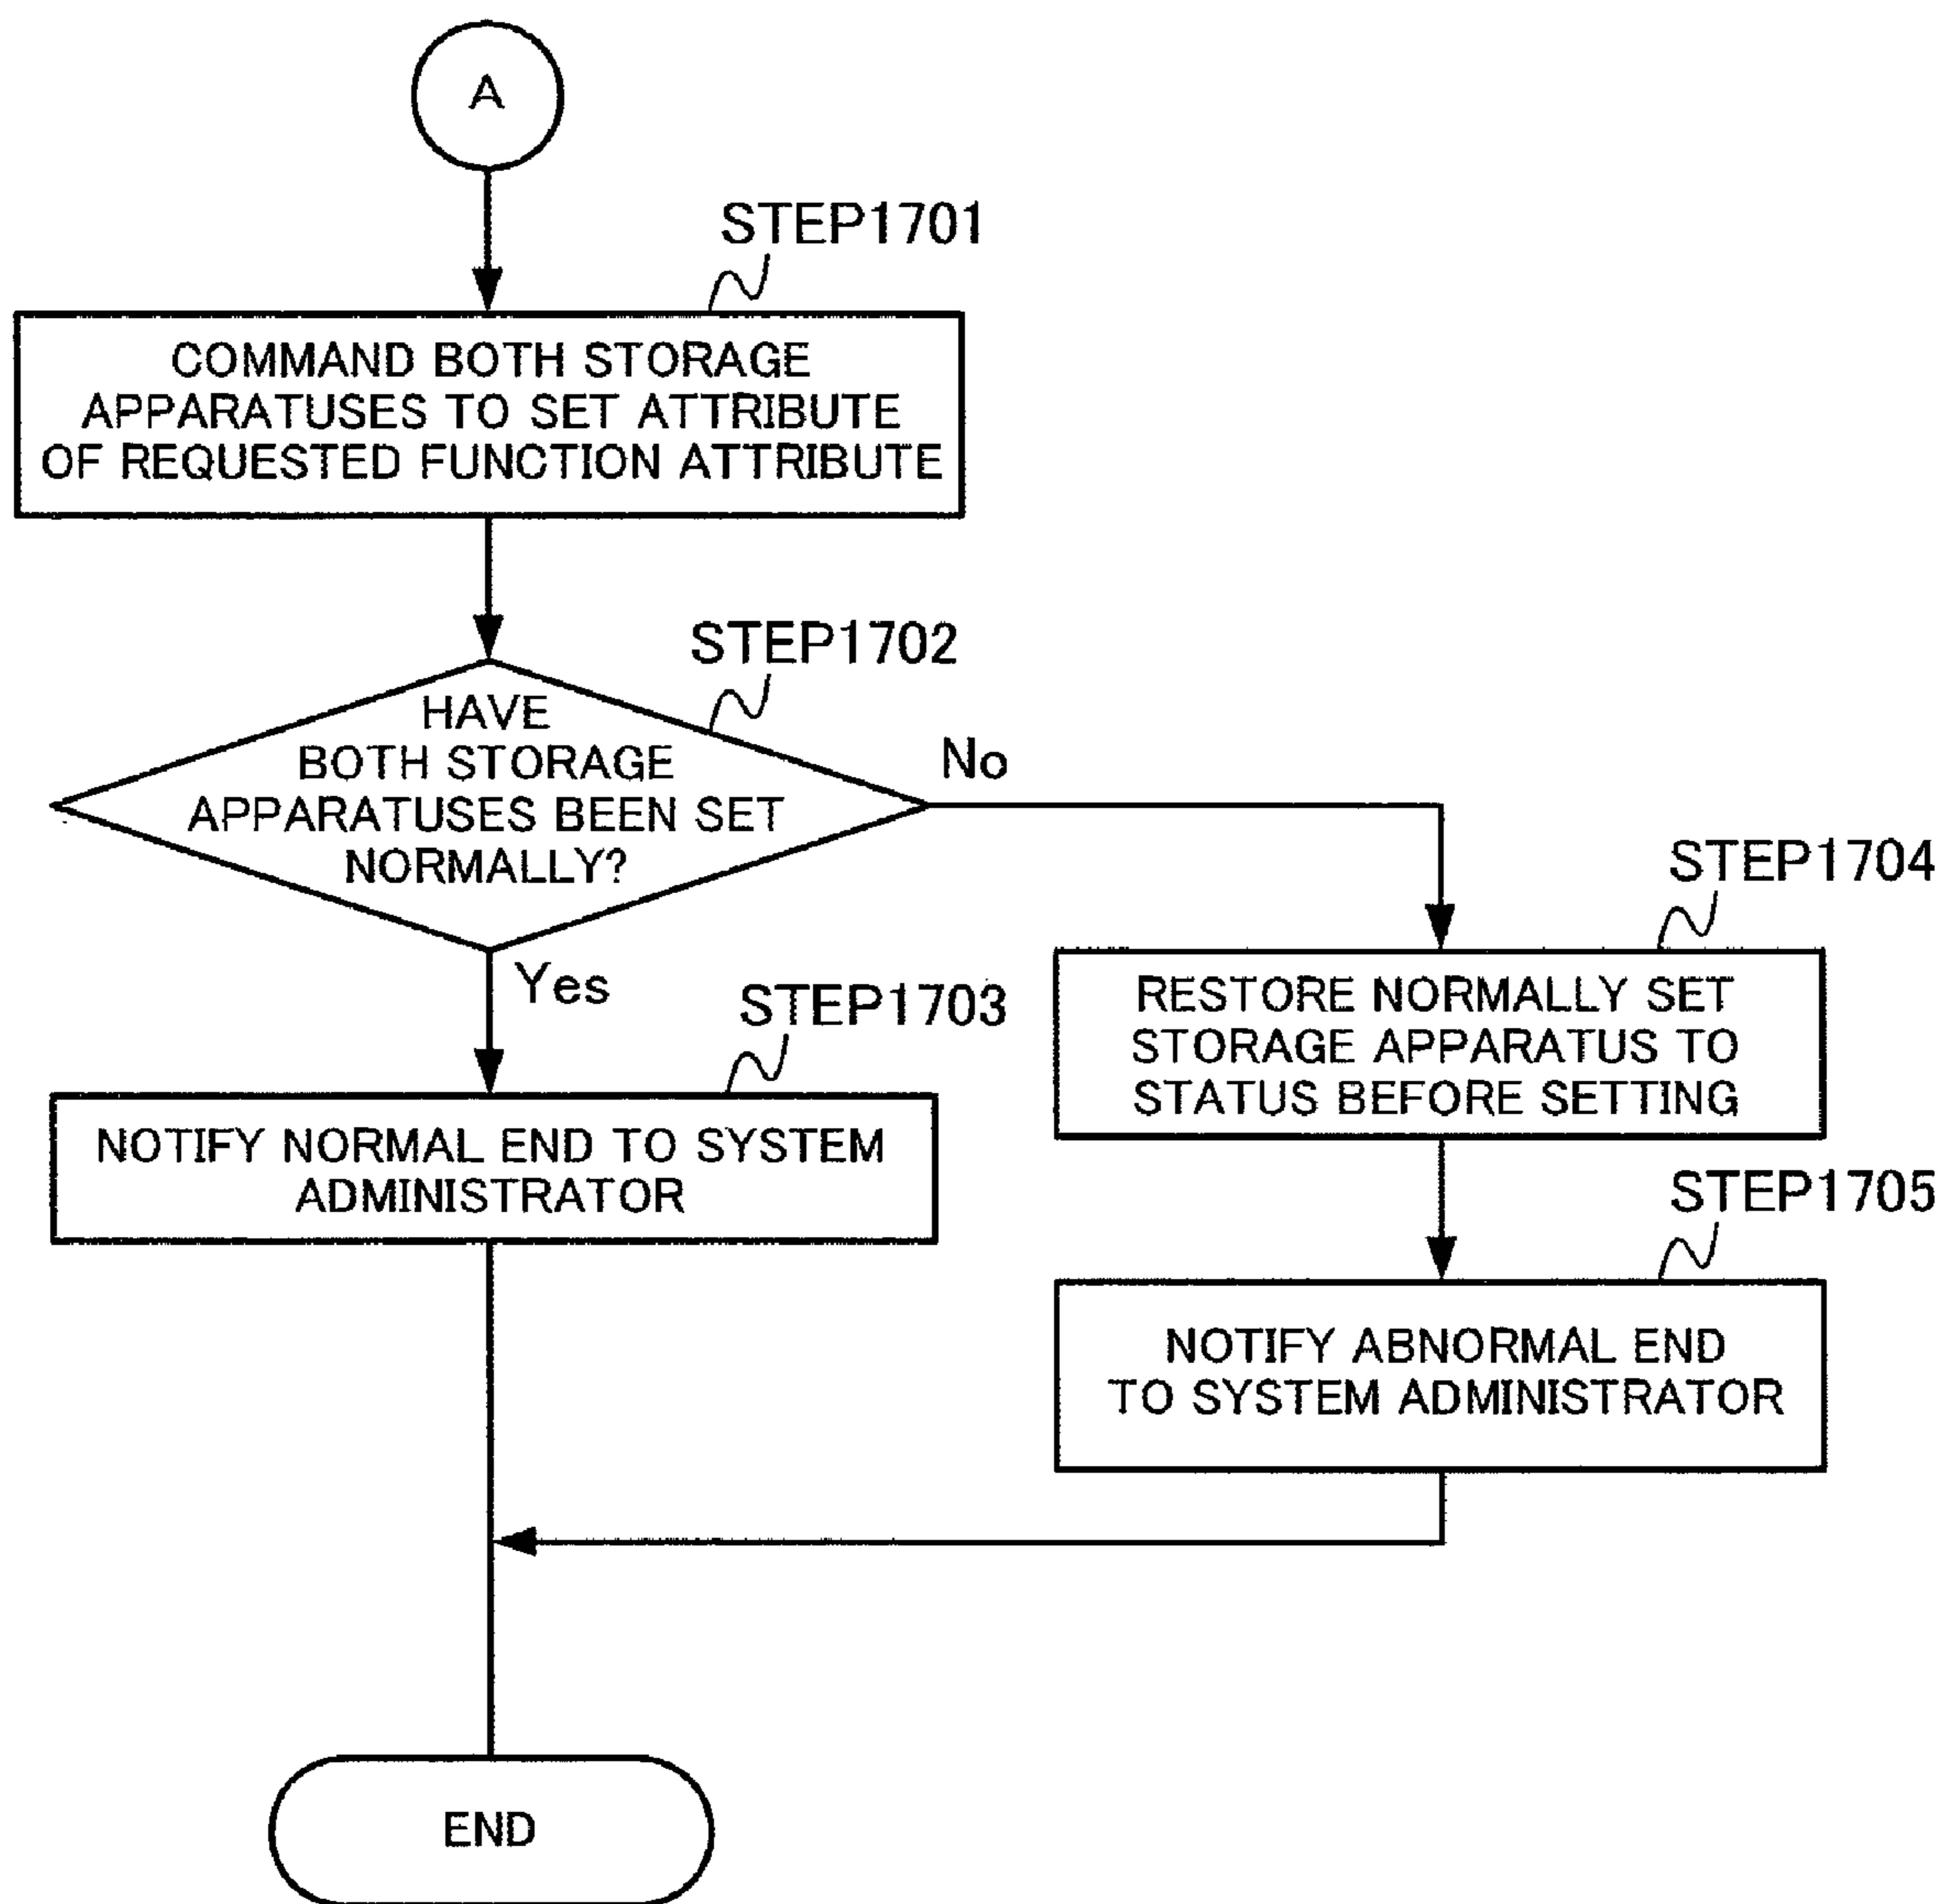 A
STEP1701
COMMAND BOTH STORAGE
APPARATUSES TO SET ATTRIBUTE
OF REQUESTED FUNCTION ATTRIBUTE
STEP1702
HAVE
BOTH STORAGE
APPARATUSES BEEN SET
NORMALLY?
No
Yes
STEP1703
NOTIFY NORMAL END TO SYSTEM
ADMINISTRATOR
STEP1704
RESTORE NORMALLY SET
STORAGE APPARATUS TO
STATUS BEFORE SETTING
STEP1705
NOTIFY ABNORMAL END
TO SYSTEM ADMINISTRATOR
END